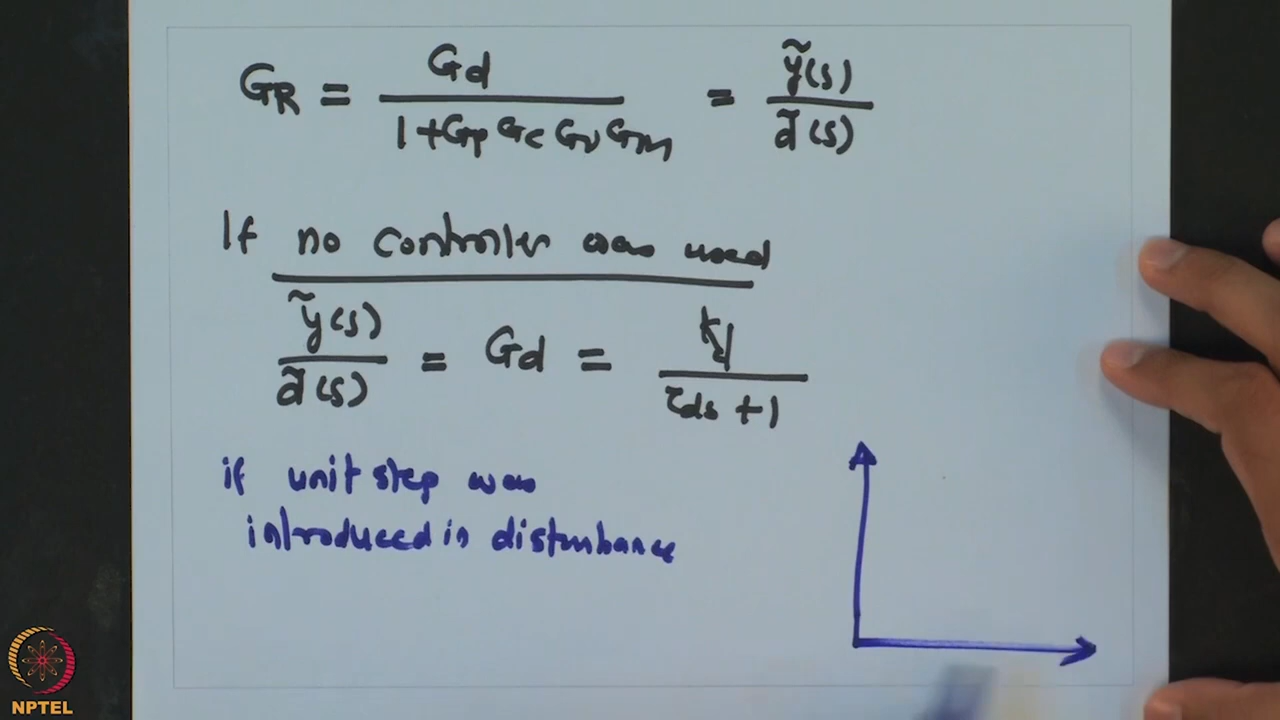 GR = Gd / 1+Gp Gc Gv Gm = ỹ(s) / d̃(s)
If no controller was used
ỹ(s) / d̃(s) = Gd = kd / τds + 1
if unit step was
introduced in disturbance
NPTEL